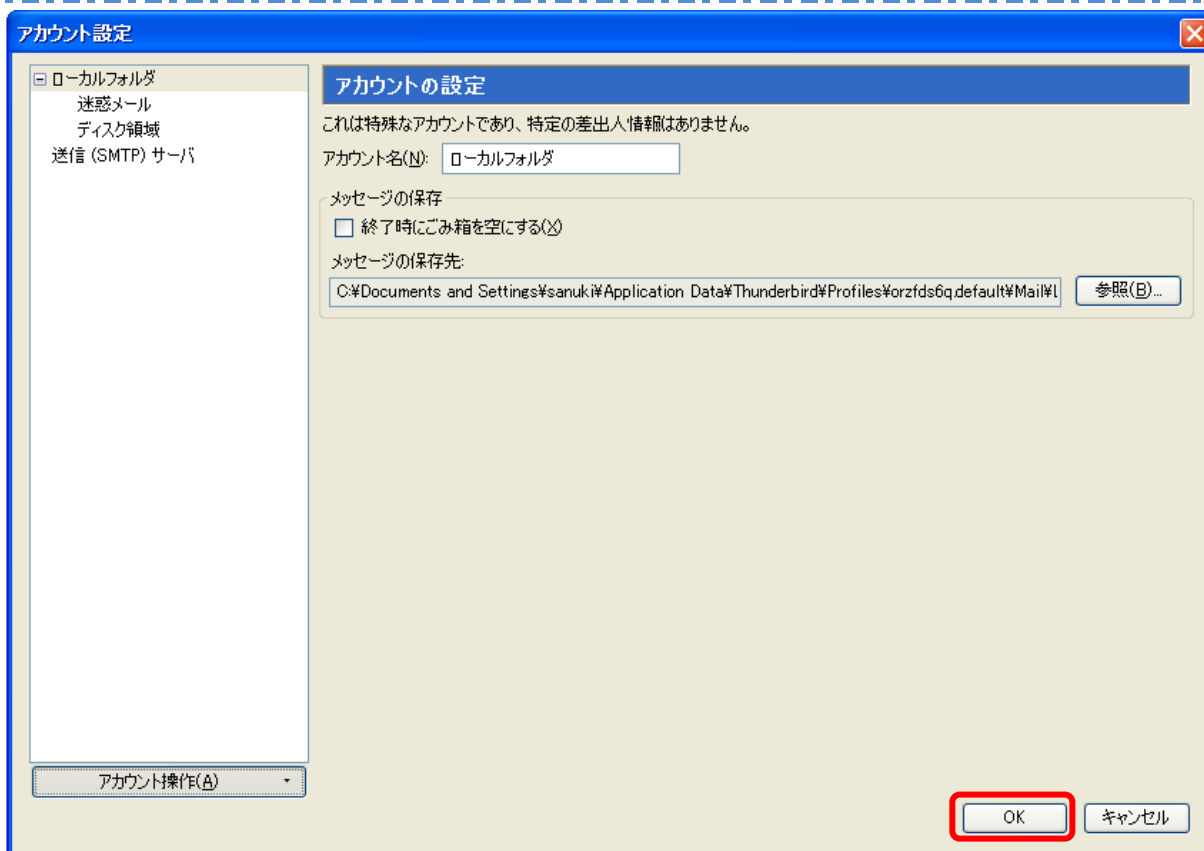 アカウント設定
ローカルフォルダ
迷惑メール
ディスク領域
送信 (SMTP) サーバ
アカウント操作(A)
アカウントの設定
これは特殊なアカウントであり、特定の差出人情報はありません。
アカウント名(N): ローカルフォルダ
メッセージの保存
終了時にごみ箱を空にする(X)
メッセージの保存先:
C:¥Documents and Settings¥sanuki¥Application Data¥Thunderbird¥Profiles¥orzfds6q.default¥Mail¥L 参照(B)...
OK キャンセル